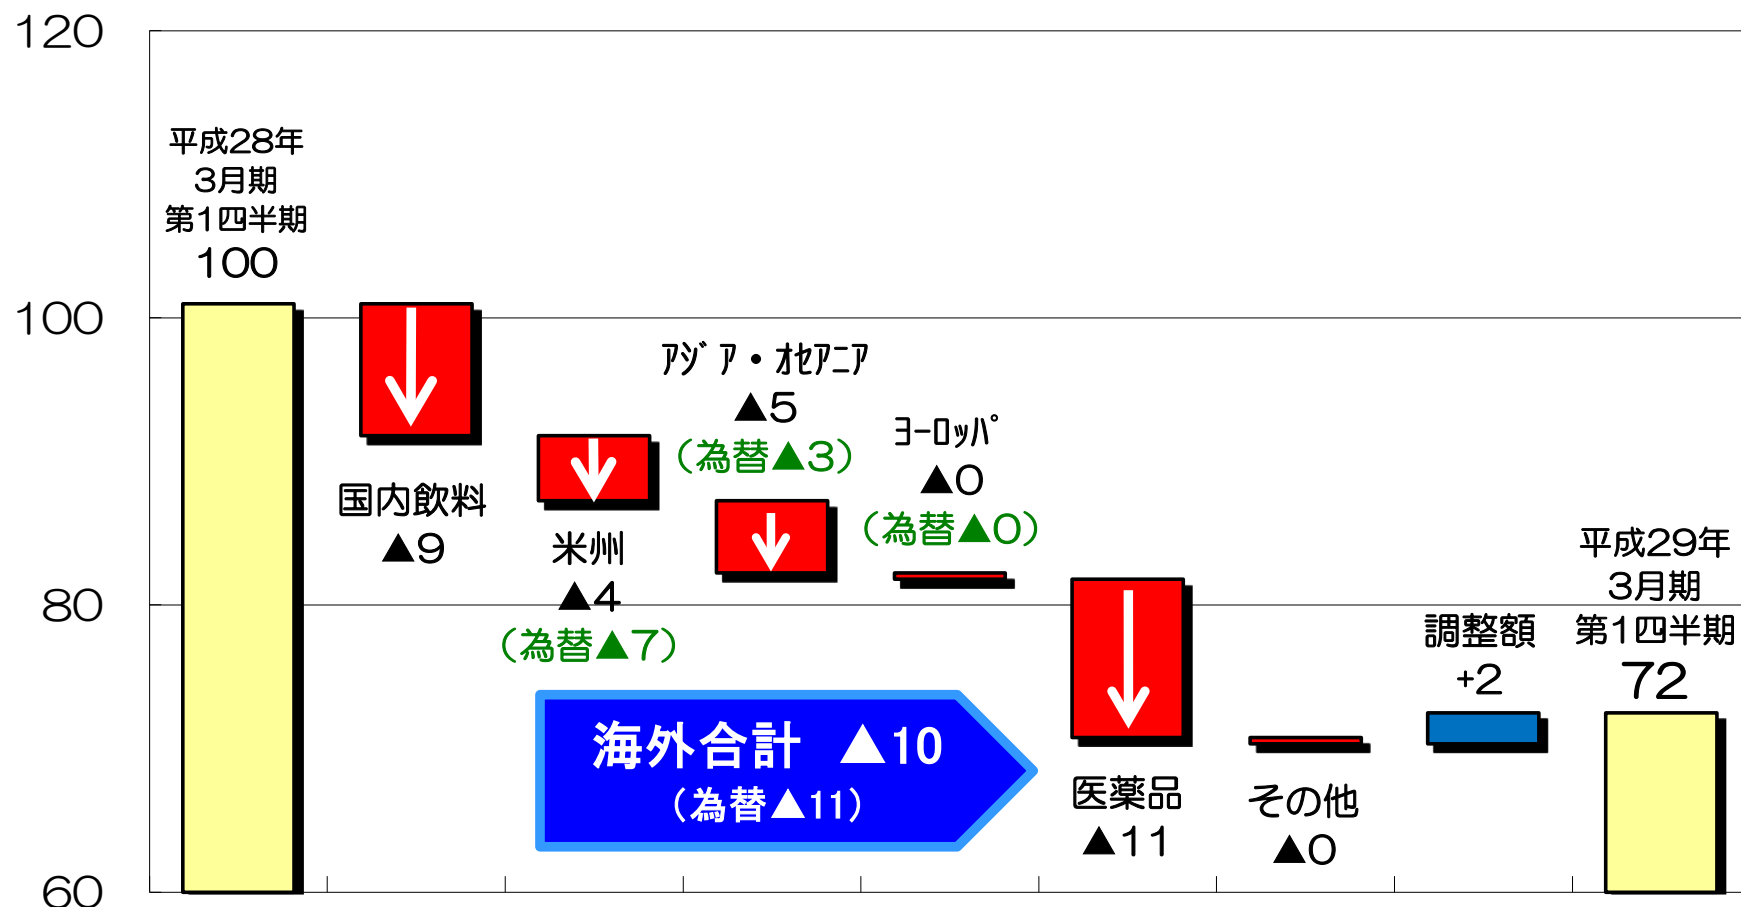 120
100
80
60
平成28年
3月期
第1四半期
100
国内飲料
▲9
米州
▲4
（為替▲7）
ｱｼﾞｱ・ｵｾｱﾆｱ
▲5
（為替▲3）
ﾖｰﾛｯﾊﾟ
▲0
（為替▲0）
海外合計 △10
（為替△11）
医薬品
▲11
その他
▲0
調整額
+2
平成29年
3月期
第1四半期
72